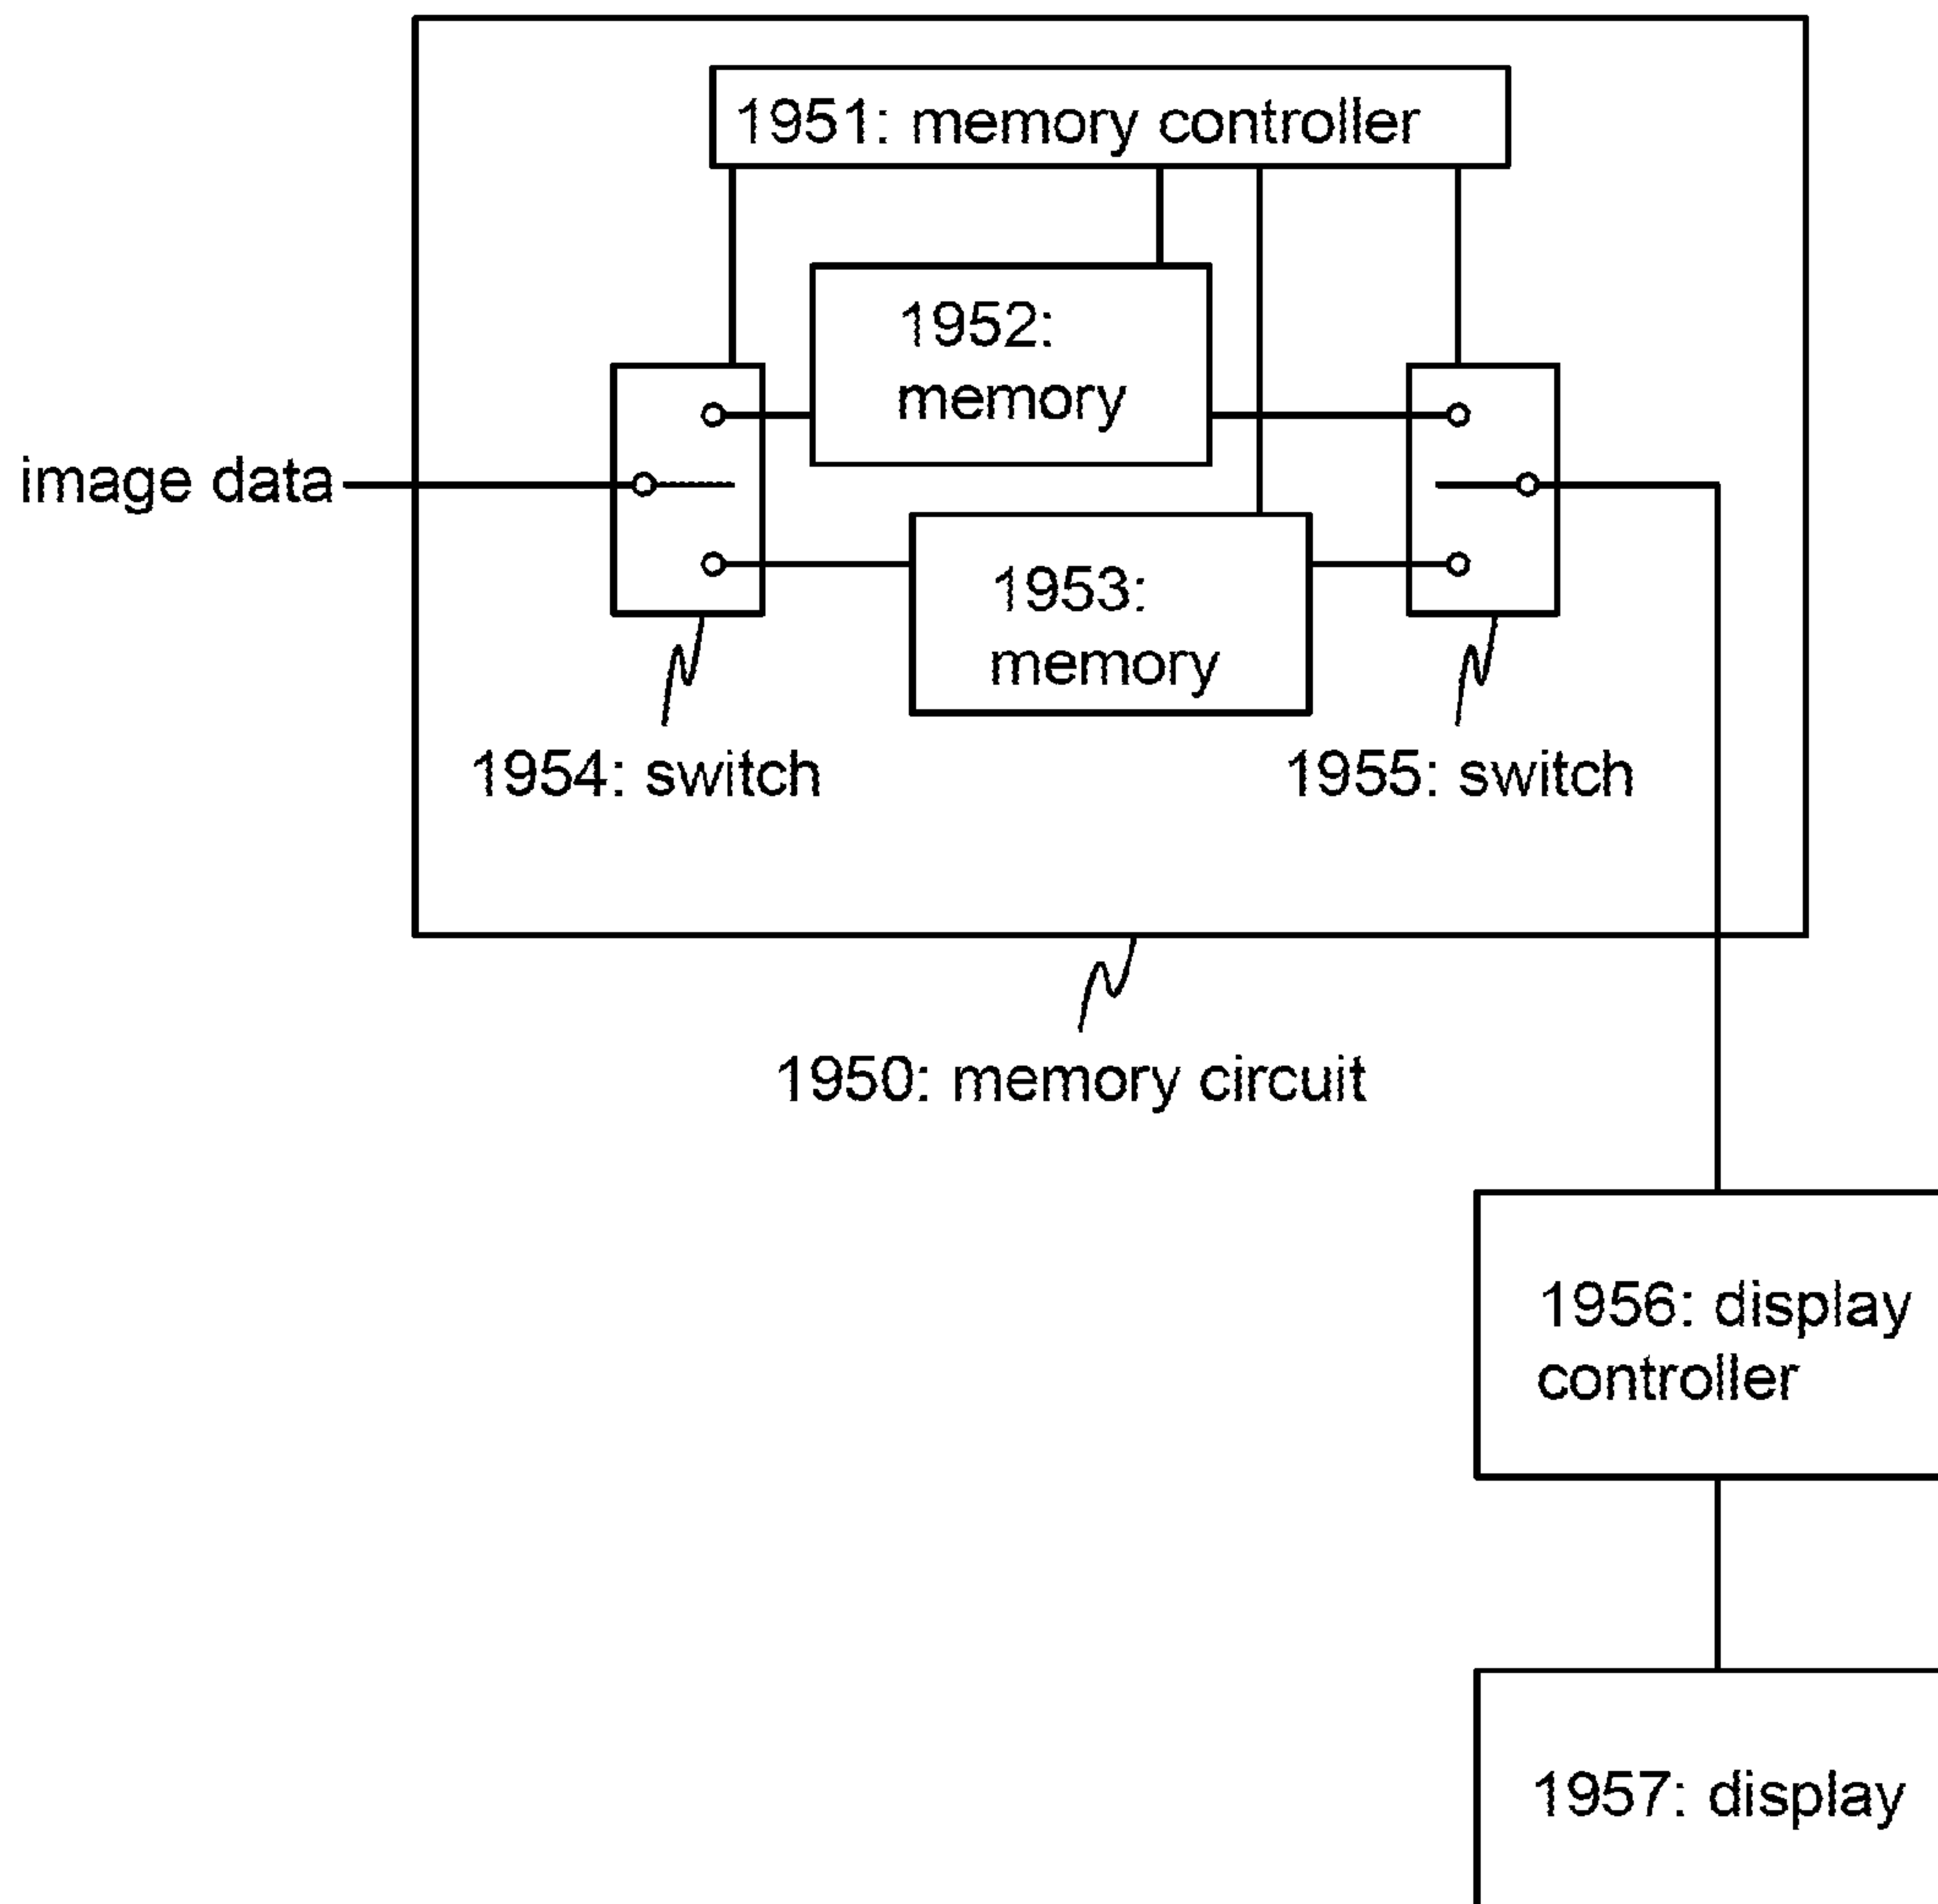 1951: memory controller
1952:
memory
image data
1953:
memory
1954: switch
1955: switch
1950: memory circuit
1956: display
controller
1957: display